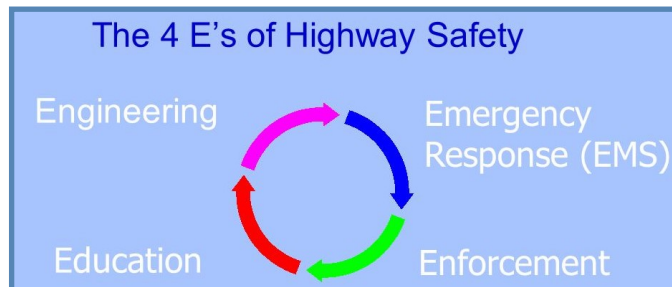 The 4 E's of Highway Safety
Engineering
Emergency
Response (EMS)
Education
Enforcement